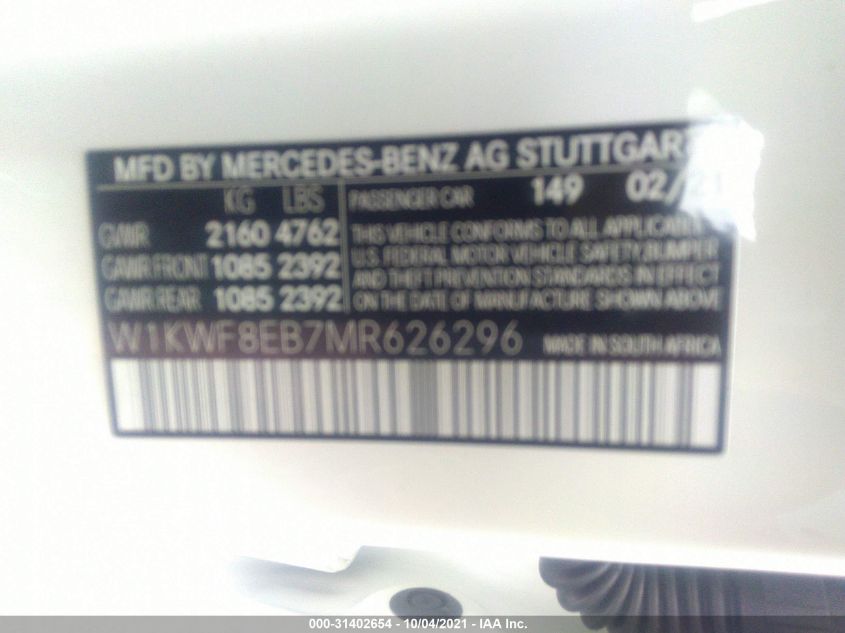 MFD BY MERCEDES-BENZ AG STUTTGART
KG LBS
GVWR 2160 4762
GAWR FRONT 1085 2392
GAWR REAR 1085 2392
PASSENGER CAR 149 02/21
THIS VEHICLE CONFORMS TO ALL APPLICABLE
U.S. FEDERAL MOTOR VEHICLE SAFETY, BUMPER
AND THEFT PREVENTION STANDARDS IN EFFECT
ON THE DATE OF MANUFACTURE SHOWN ABOVE
W1KWF8EB7MR626296 MADE IN SOUTH AFRICA
000-31402654 - 10/04/2021 - IAA Inc.